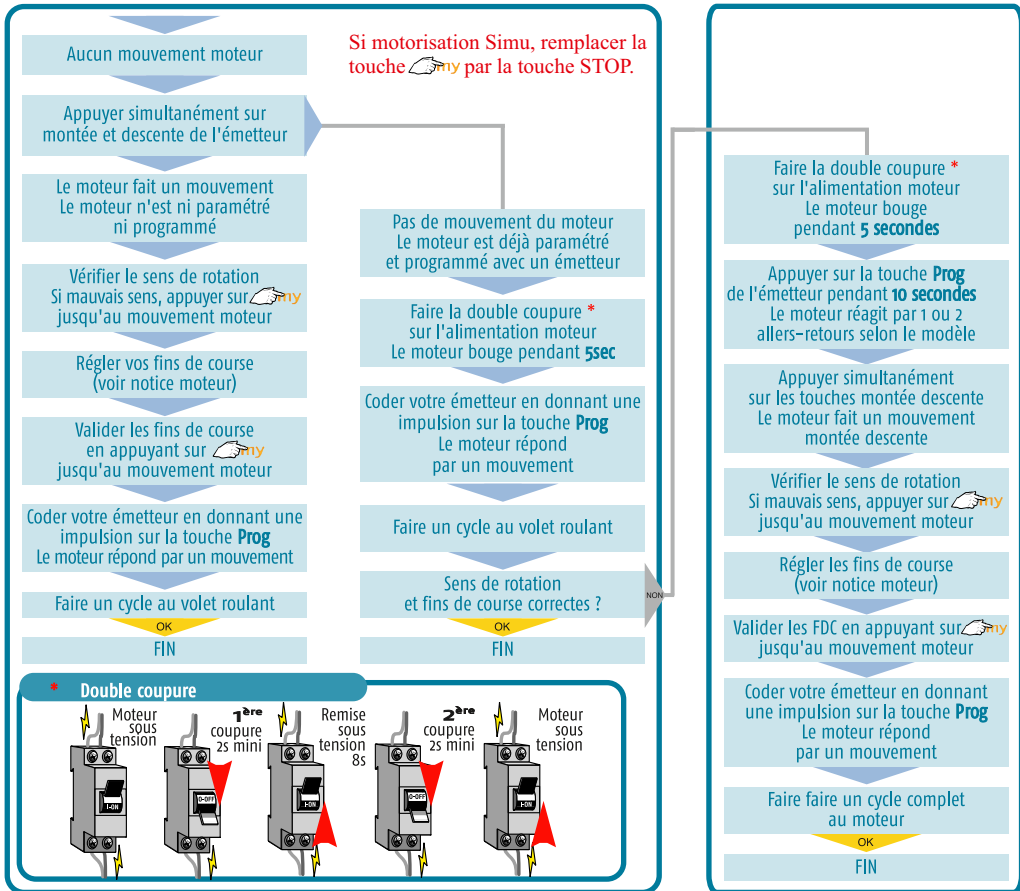 Aucun mouvement moteur
Appuyer simultanément sur
montée et descente de l'émetteur
Le moteur fait un mouvement
Le moteur n'est ni paramétré
ni programmé
Vérifier le sens de rotation
Si mauvais sens, appuyer sur my
jusqu'au mouvement moteur
Régler vos fins de course
(voir notice moteur)
Valider les fins de course
en appuyant sur my
jusqu'au mouvement moteur
Coder votre émetteur en donnant une
impulsion sur la touche Prog
Le moteur répond par un mouvement
Faire un cycle au volet roulant
OK
FIN
Si motorisation Simu, remplacer la
touche my par la touche STOP.
Pas de mouvement du moteur
Le moteur est déjà paramétré
et programmé avec un émetteur
Faire la double coupure *
sur l'alimentation moteur
Le moteur bouge pendant 5sec
Coder votre émetteur en donnant une
impulsion sur la touche Prog
Le moteur répond
par un mouvement
Faire un cycle au volet roulant
Sens de rotation
et fins de course correctes ?
NON
OK
FIN
Faire la double coupure *
sur l'alimentation moteur
Le moteur bouge
pendant 5 secondes
Appuyer sur la touche Prog
de l'émetteur pendant 10 secondes
Le moteur réagit par 1 ou 2
allers-retours selon le modèle
Appuyer simultanément
sur les touches montée descente
Le moteur fait un mouvement
montée descente
Vérifier le sens de rotation
Si mauvais sens, appuyer sur my
jusqu'au mouvement moteur
Régler les fins de course
(voir notice moteur)
Valider les FDC en appuyant sur my
jusqu'au mouvement moteur
Coder votre émetteur en donnant
une impulsion sur la touche Prog
Le moteur répond
par un mouvement
Faire faire un cycle complet
au moteur
OK
FIN
* Double coupure
Moteur
sous
tension
I-ON
1ère
coupure
2s mini
O-OFF
Remise
sous
tension
8s
I-ON
2ère
coupure
2s mini
O-OFF
Moteur
sous
tension
I-ON